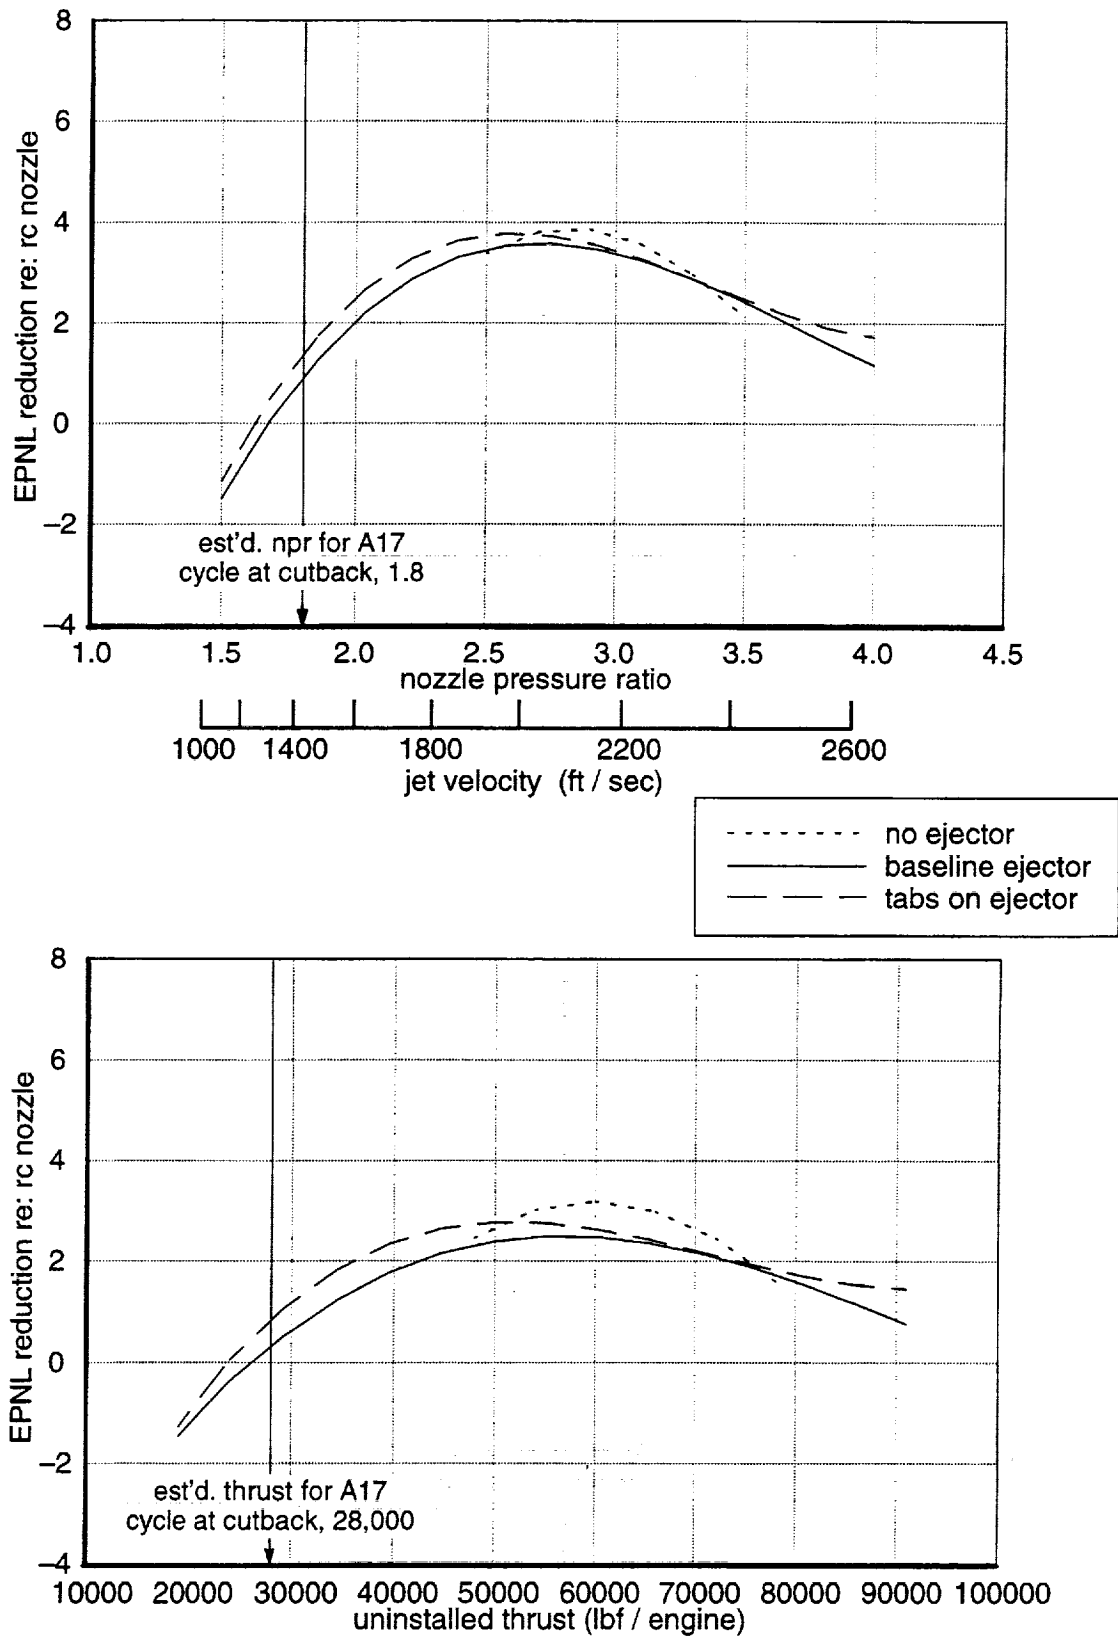 8
6
4
2
0
−2
−4
EPNL reduction re: rc nozzle
est'd. npr for A17
cycle at cutback, 1.8
1.0 1.5 2.0 2.5 3.0 3.5 4.0 4.5
nozzle pressure ratio
1000 1400 1800 2200 2600
jet velocity (ft / sec)
no ejector
baseline ejector
tabs on ejector
8
6
4
2
0
−2
−4
EPNL reduction re: rc nozzle
est'd. thrust for A17
cycle at cutback, 28,000
10000 20000 30000 40000 50000 60000 70000 80000 90000 100000
uninstalled thrust (lbf / engine)